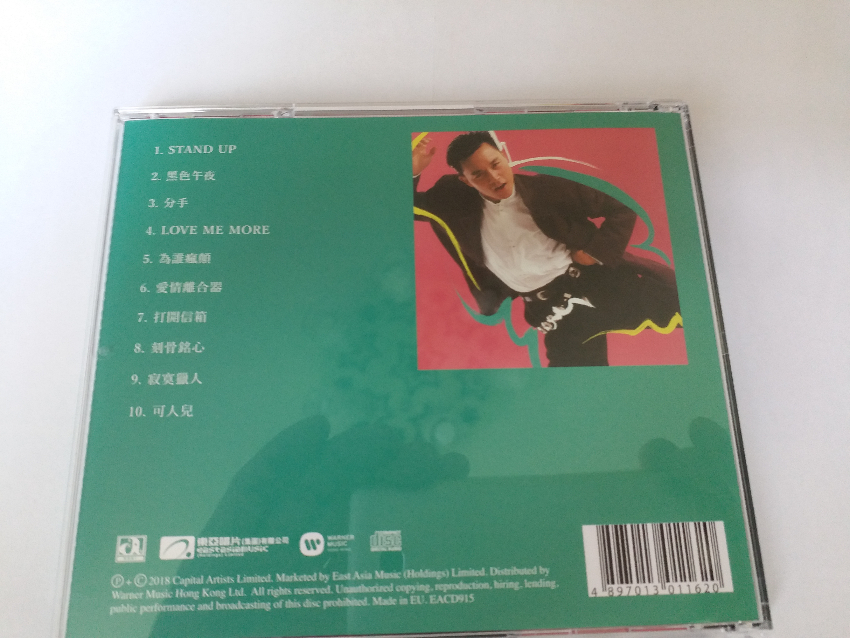 1. STAND UP
2. 黑色午夜
3. 分手
4. LOVE ME MORE
5. 為誰瘋顛
6. 愛情離合器
7. 打開信箱
8. 刻骨銘心
9. 寂寞獵人
10. 可人兒
東亞唱片(集團)有限公司
eastasiamusic
(holdings) Limited
WARNER
MUSIC
disc
Ⓟ + © 2018 Capital Artists Limited. Marketed by East Asia Music (Holdings) Limited. Distributed by
Warner Music Hong Kong Ltd. All rights reserved. Unauthorized copying, reproduction, hiring, lending,
public performance and broadcasting of this disc prohibited. Made in EU. EACD915
4 897013 011620